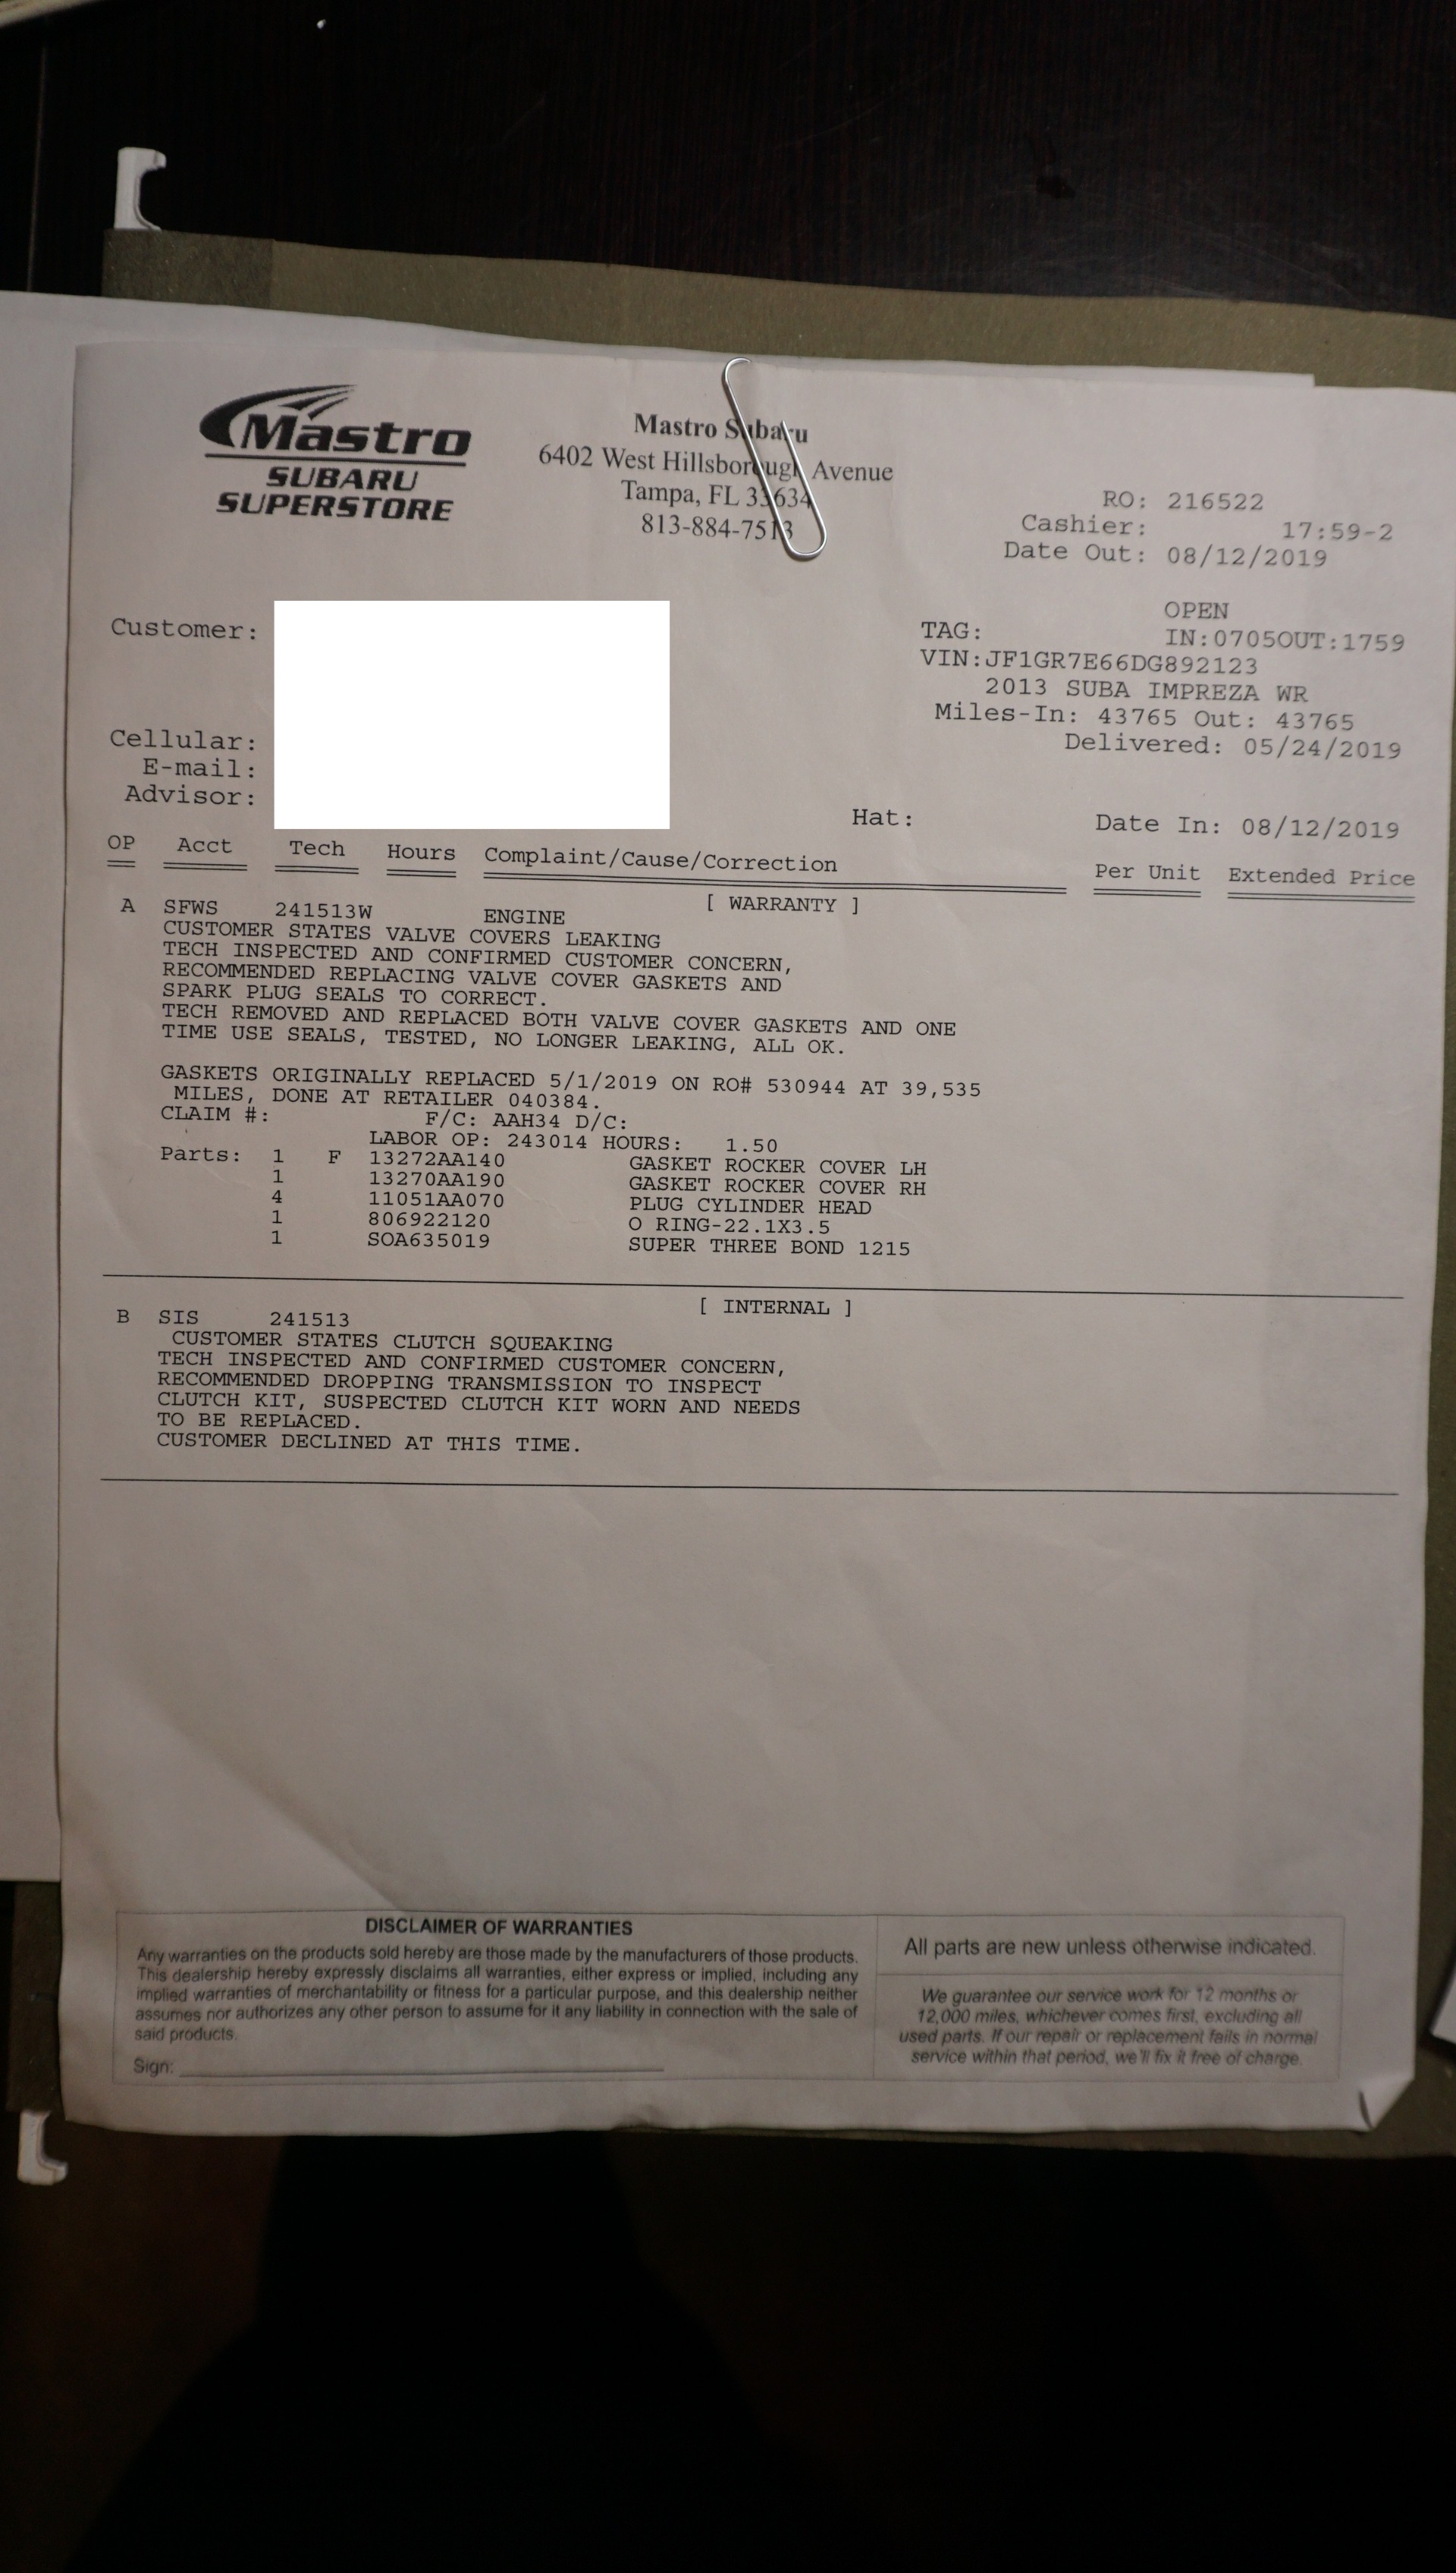 Mastro
SUBARU
SUPERSTORE
Mastro Subaru
6402 West Hillsborough Avenue
Tampa, FL 33634
813-884-7513
RO: 216522
Cashier: 17:59-2
Date Out: 08/12/2019
Customer:
Cellular:
E-mail:
Advisor:
OPEN
TAG: IN:0705OUT:1759
VIN:JF1GR7E66DG892123
2013 SUBA IMPREZA WR
Miles-In: 43765 Out: 43765
Delivered: 05/24/2019
Hat: Date In: 08/12/2019
OP Acct Tech Hours Complaint/Cause/Correction Per Unit Extended Price
A SFWS 241513W ENGINE [ WARRANTY ]
CUSTOMER STATES VALVE COVERS LEAKING
TECH INSPECTED AND CONFIRMED CUSTOMER CONCERN,
RECOMMENDED REPLACING VALVE COVER GASKETS AND
SPARK PLUG SEALS TO CORRECT.
TECH REMOVED AND REPLACED BOTH VALVE COVER GASKETS AND ONE
TIME USE SEALS, TESTED, NO LONGER LEAKING, ALL OK.
GASKETS ORIGINALLY REPLACED 5/1/2019 ON RO# 530944 AT 39,535
MILES, DONE AT RETAILER 040384.
CLAIM #: F/C: AAH34 D/C:
LABOR OP: 243014 HOURS: 1.50
Parts: 1 F 13272AA140 GASKET ROCKER COVER LH
1 13270AA190 GASKET ROCKER COVER RH
4 11051AA070 PLUG CYLINDER HEAD
1 806922120 O RING-22.1X3.5
1 SOA635019 SUPER THREE BOND 1215
B SIS 241513 [ INTERNAL ]
CUSTOMER STATES CLUTCH SQUEAKING
TECH INSPECTED AND CONFIRMED CUSTOMER CONCERN,
RECOMMENDED DROPPING TRANSMISSION TO INSPECT
CLUTCH KIT, SUSPECTED CLUTCH KIT WORN AND NEEDS
TO BE REPLACED.
CUSTOMER DECLINED AT THIS TIME.
DISCLAIMER OF WARRANTIES
Any warranties on the products sold hereby are those made by the manufacturers of those products.
This dealership hereby expressly disclaims all warranties, either express or implied, including any
implied warranties of merchantability or fitness for a particular purpose, and this dealership neither
assumes nor authorizes any other person to assume for it any liability in connection with the sale of
said products.
Sign:
All parts are new unless otherwise indicated.
We guarantee our service work for 12 months or
12,000 miles, whichever comes first, excluding all
used parts. If our repair or replacement fails in normal
service within that period, we'll fix it free of charge.